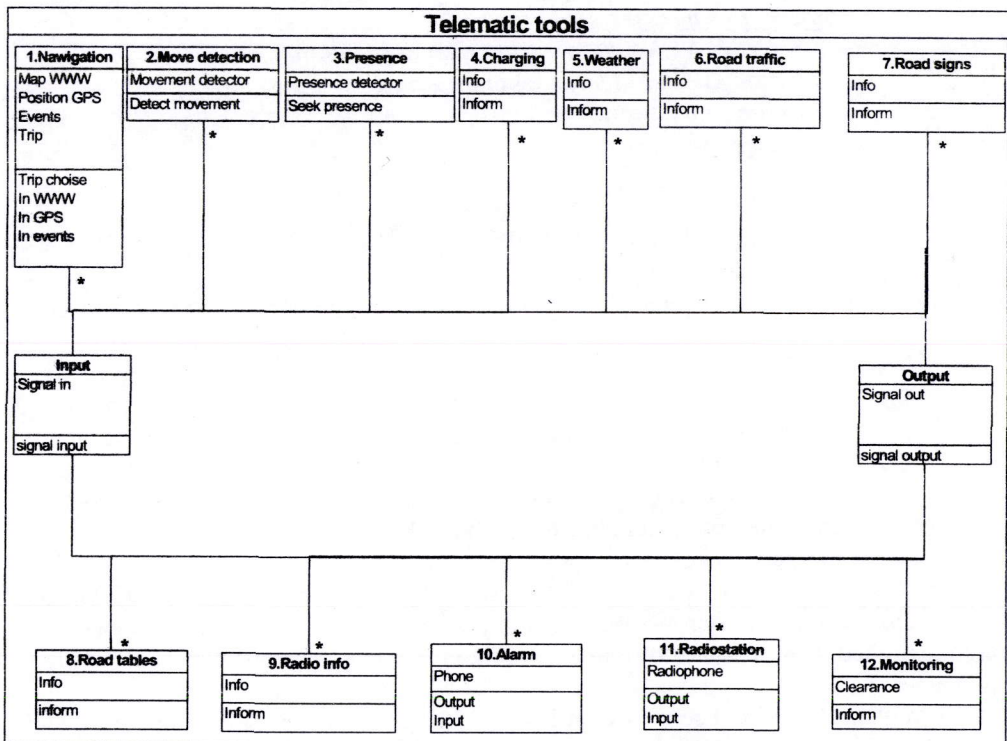 Telematic tools
1.Nawigation
Map WWW
Position GPS
Events
Trip
Trip choise
In WWW
In GPS
In events
*
2.Move detection
Movement detector
Detect movement
*
3.Presence
Presence detector
Seek presence
*
4.Charging
Info
Inform
*
5.Weather
Info
Inform
*
6.Road traffic
Info
Inform
*
7.Road signs
Info
Inform
*
Input
Signal in
signal input
Output
Signal out
signal output
*
8.Road tables
Info
inform
*
9.Radio info
Info
Inform
*
10.Alarm
Phone
Output
Input
*
11.Radiostation
Radiophone
Output
Input
*
12.Monitoring
Clearance
Inform